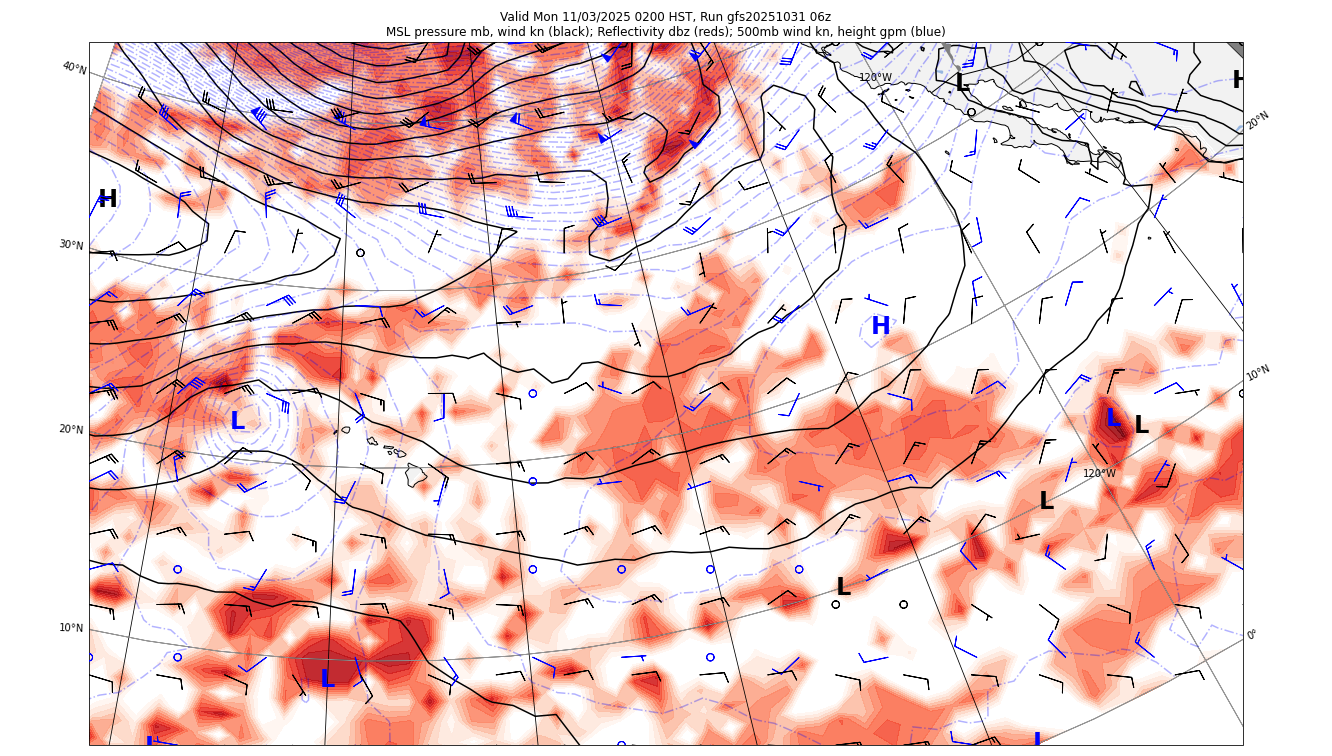 Valid Mon 11/03/2025 0200 HST, Run gfs20251031 06z
MSL pressure mb, wind kn (black); Reflectivity dbz (reds); 500mb wind kn, height gpm (blue)
40°N
120°W
L
H
20°N
H
30°N
H
10°N
20°N
L
L
L
120°W
L
L
10°N
0°
L
L
L